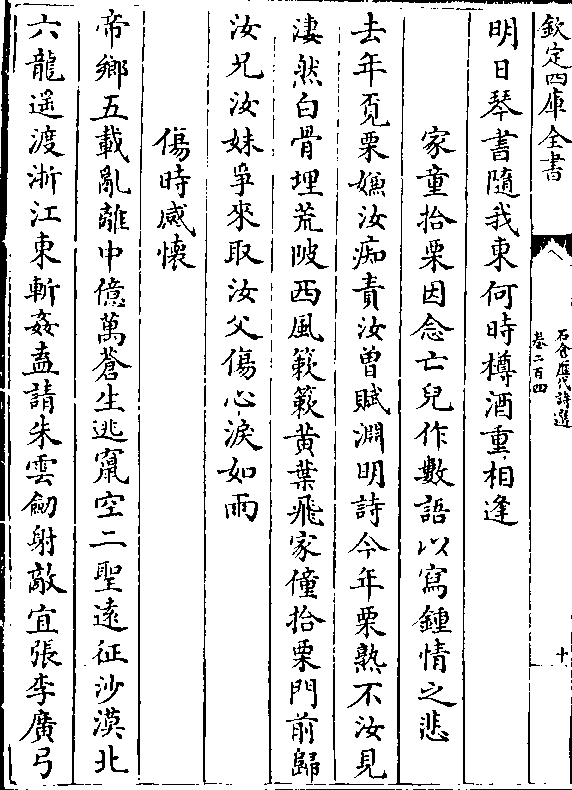 欽定四庫全書
石倉歷代詩選
卷二百四
十
明日琴書隨我東何時樽酒重相逢
家童拾栗因念亡兒作數語以寫鍾情之悲
去年覔栗嫌汝痴責汝曾賦淵明詩今年栗熟不汝見
淒然白骨埋荒陂西風簌簌黄葉飛家僮拾栗門前歸
汝兄汝妹爭來取汝父傷心淚如雨
傷時感懷
帝鄉五載亂離中億萬蒼生逃竄空二聖遠征沙漠北
六龍遥渡浙江東斬姦盍請朱雲劒射敵宜張李廣弓